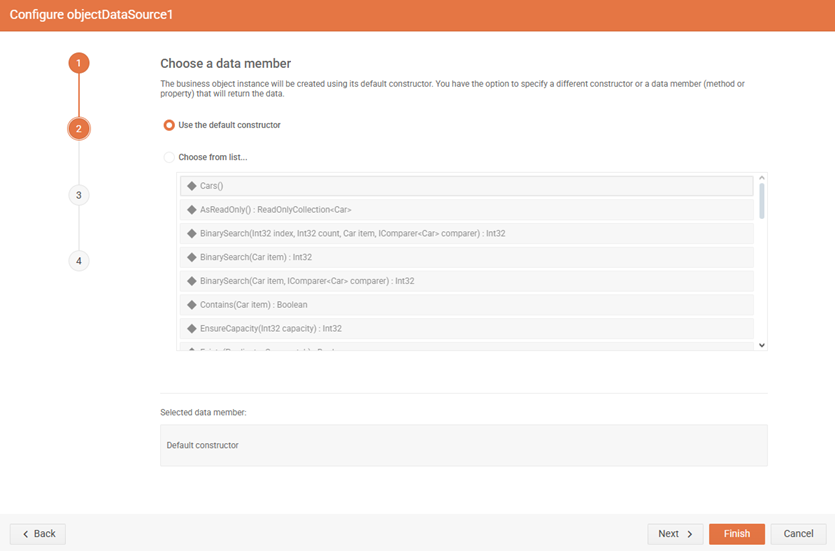 Configure objectDataSource1
1
2
3
4
Choose a data member
The business object instance will be created using its default constructor. You have the option to specify a different constructor or a data member (method or
property) that will return the data.
Use the default constructor
Choose from list...
Cars()
AsReadOnly() : ReadOnlyCollection<Car>
BinarySearch(Int32 index, Int32 count, Car item, IComparer<Car> comparer) : Int32
BinarySearch(Car item) : Int32
BinarySearch(Car item, IComparer<Car> comparer) : Int32
Contains(Car item) : Boolean
EnsureCapacity(Int32 capacity) : Int32
Selected data member:
Default constructor
Back
Next
Finish
Cancel